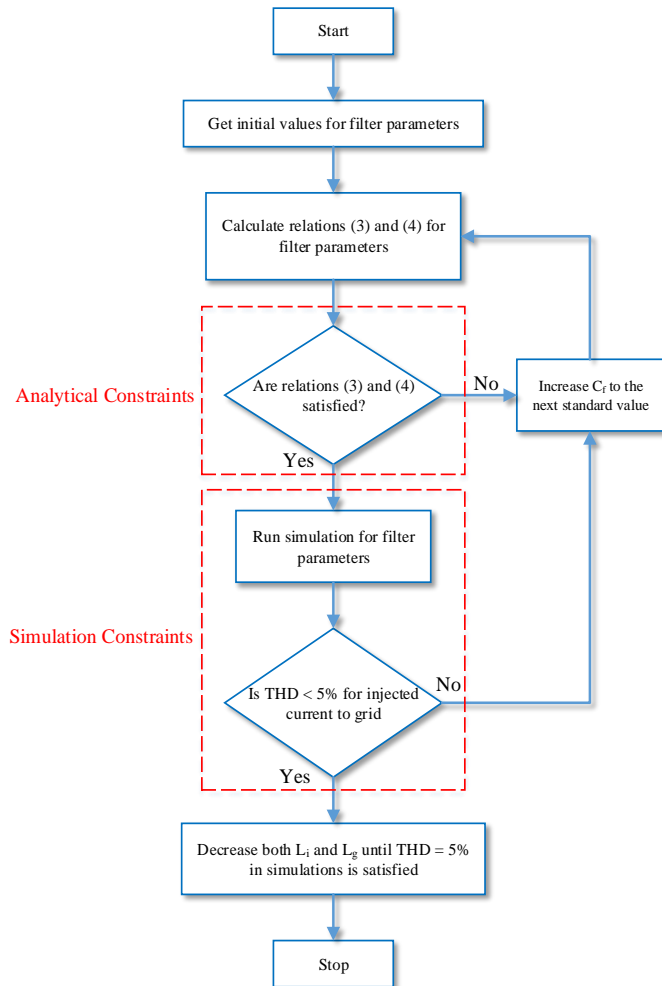 Start
Get initial values for filter parameters
Calculate relations (3) and (4) for
filter parameters
Analytical Constraints
Are relations (3) and (4)
satisfied?
No
Increase Cf to the
next standard value
Yes
Run simulation for filter
parameters
Simulation Constraints
Is THD < 5% for injected
current to grid
No
Yes
Decrease both Li and Lg until THD = 5%
in simulations is satisfied
Stop